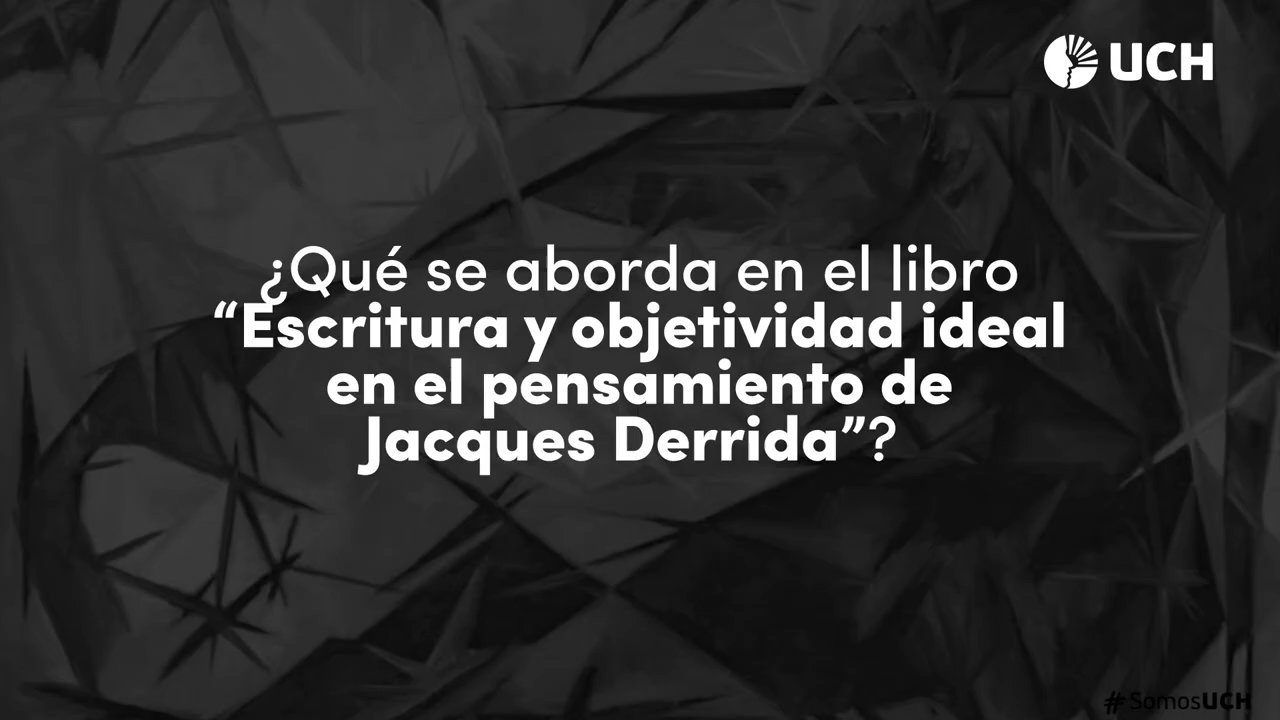 UCH
¿Qué se aborda en el libro
“Escritura y objetividad ideal
en el pensamiento de
Jacques Derrida”?
#SomosUCH